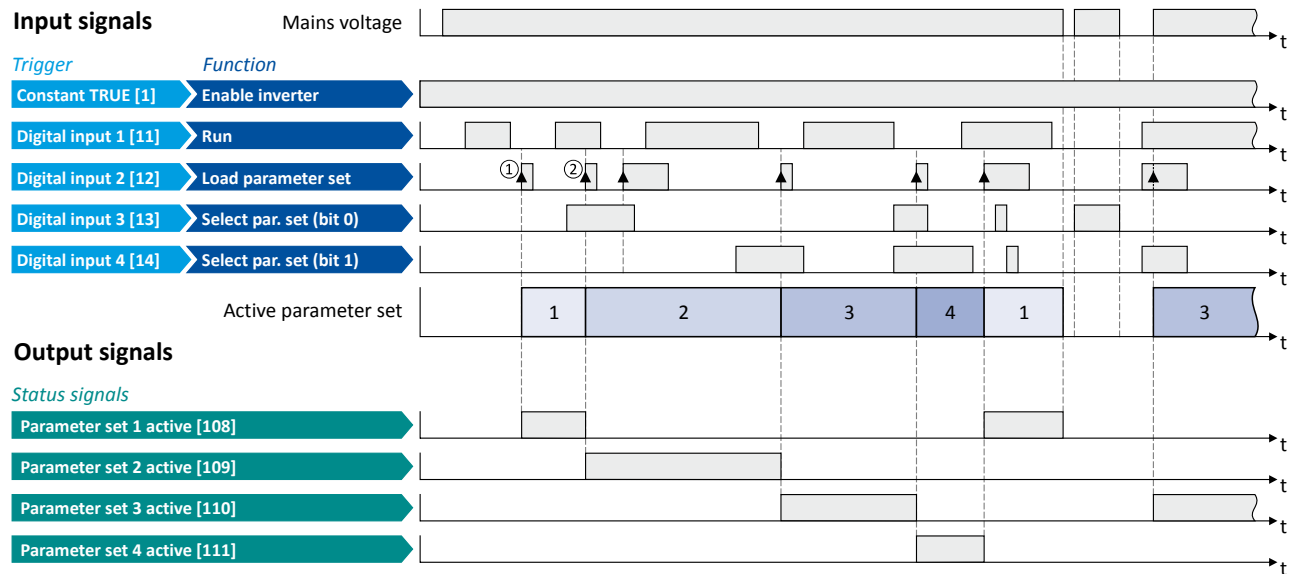 Input signals
Mains voltage
t
Trigger Function
Constant TRUE [1] Enable inverter
t
Digital input 1 [11] Run
t
Digital input 2 [12] Load parameter set ① ②
t
Digital input 3 [13] Select par. set (bit 0)
t
Digital input 4 [14] Select par. set (bit 1)
t
Active parameter set 1 2 3 4 1 3
t
Output signals
Status signals
Parameter set 1 active [108]
t
Parameter set 2 active [109]
t
Parameter set 3 active [110]
t
Parameter set 4 active [111]
t